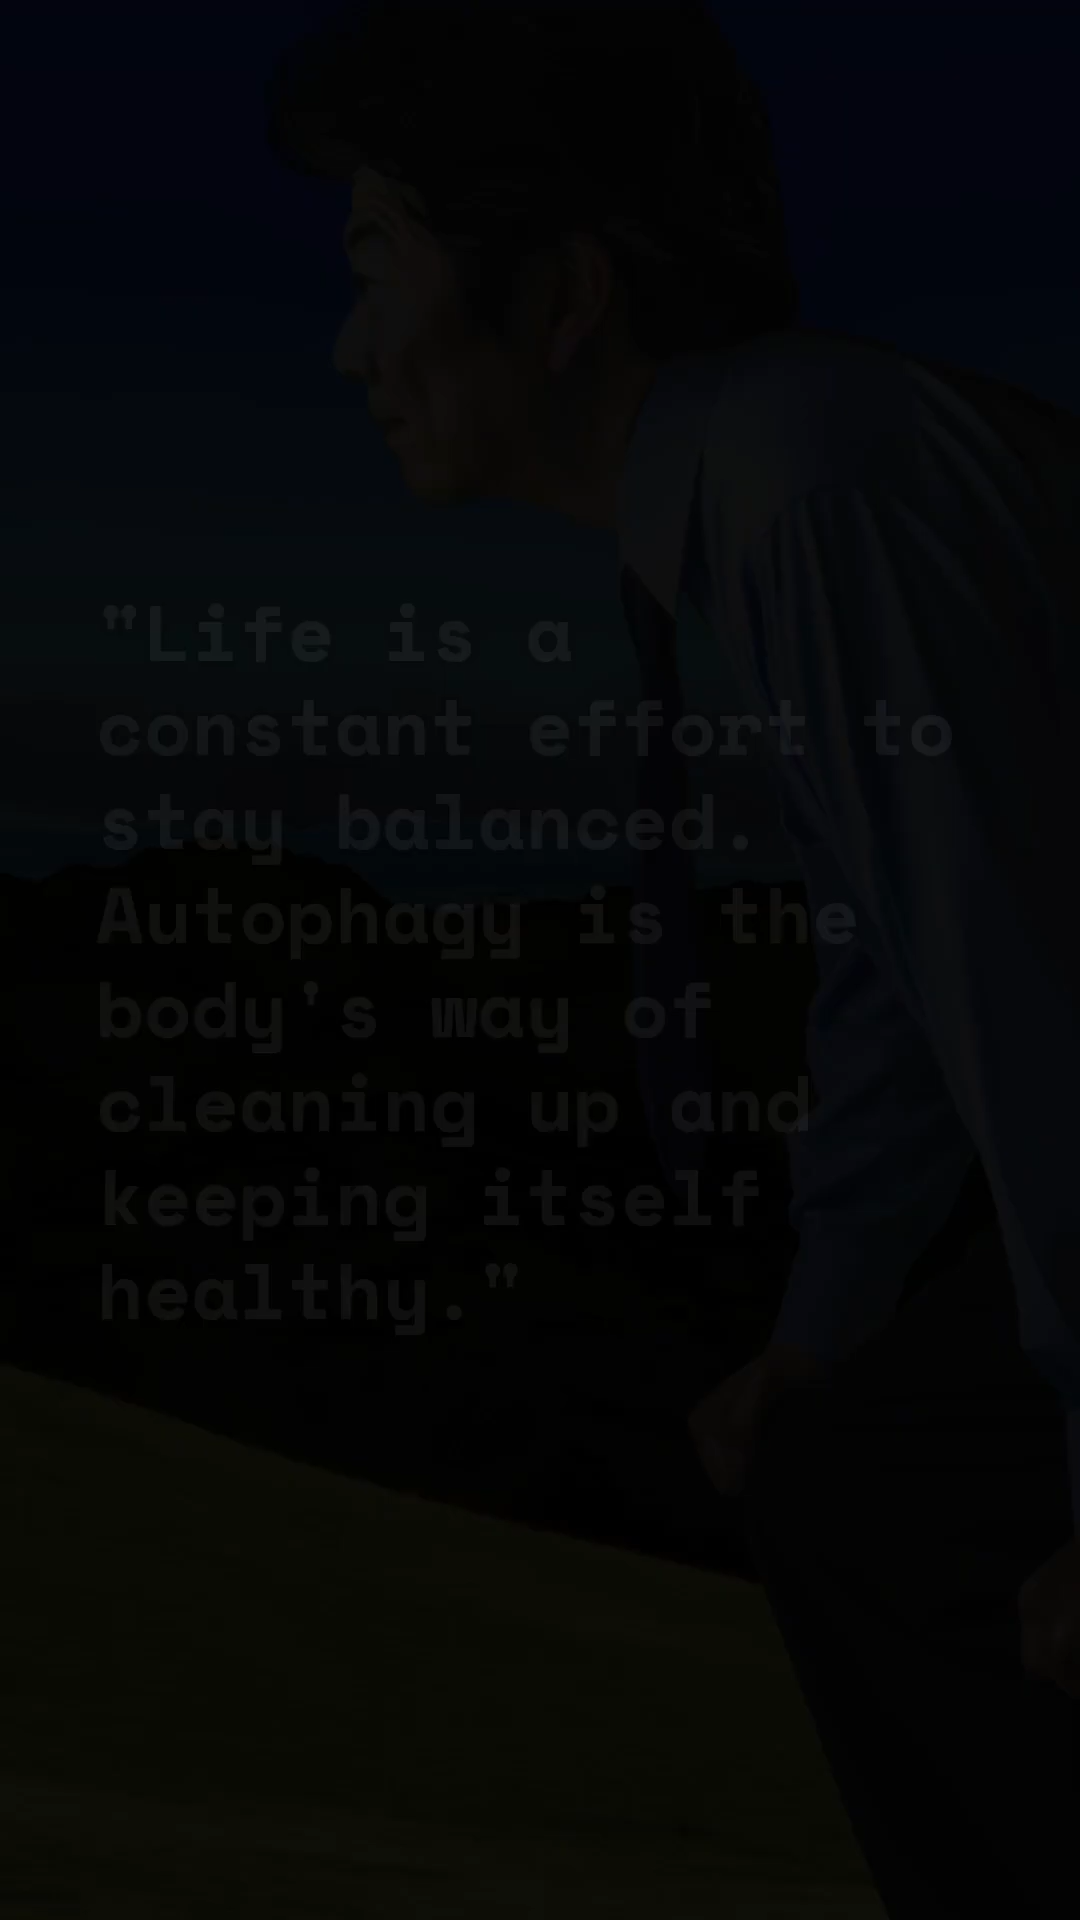 "Life is a
constant effort to
stay balanced.
Autophagy is the
body's way of
cleaning up and
keeping itself
healthy."